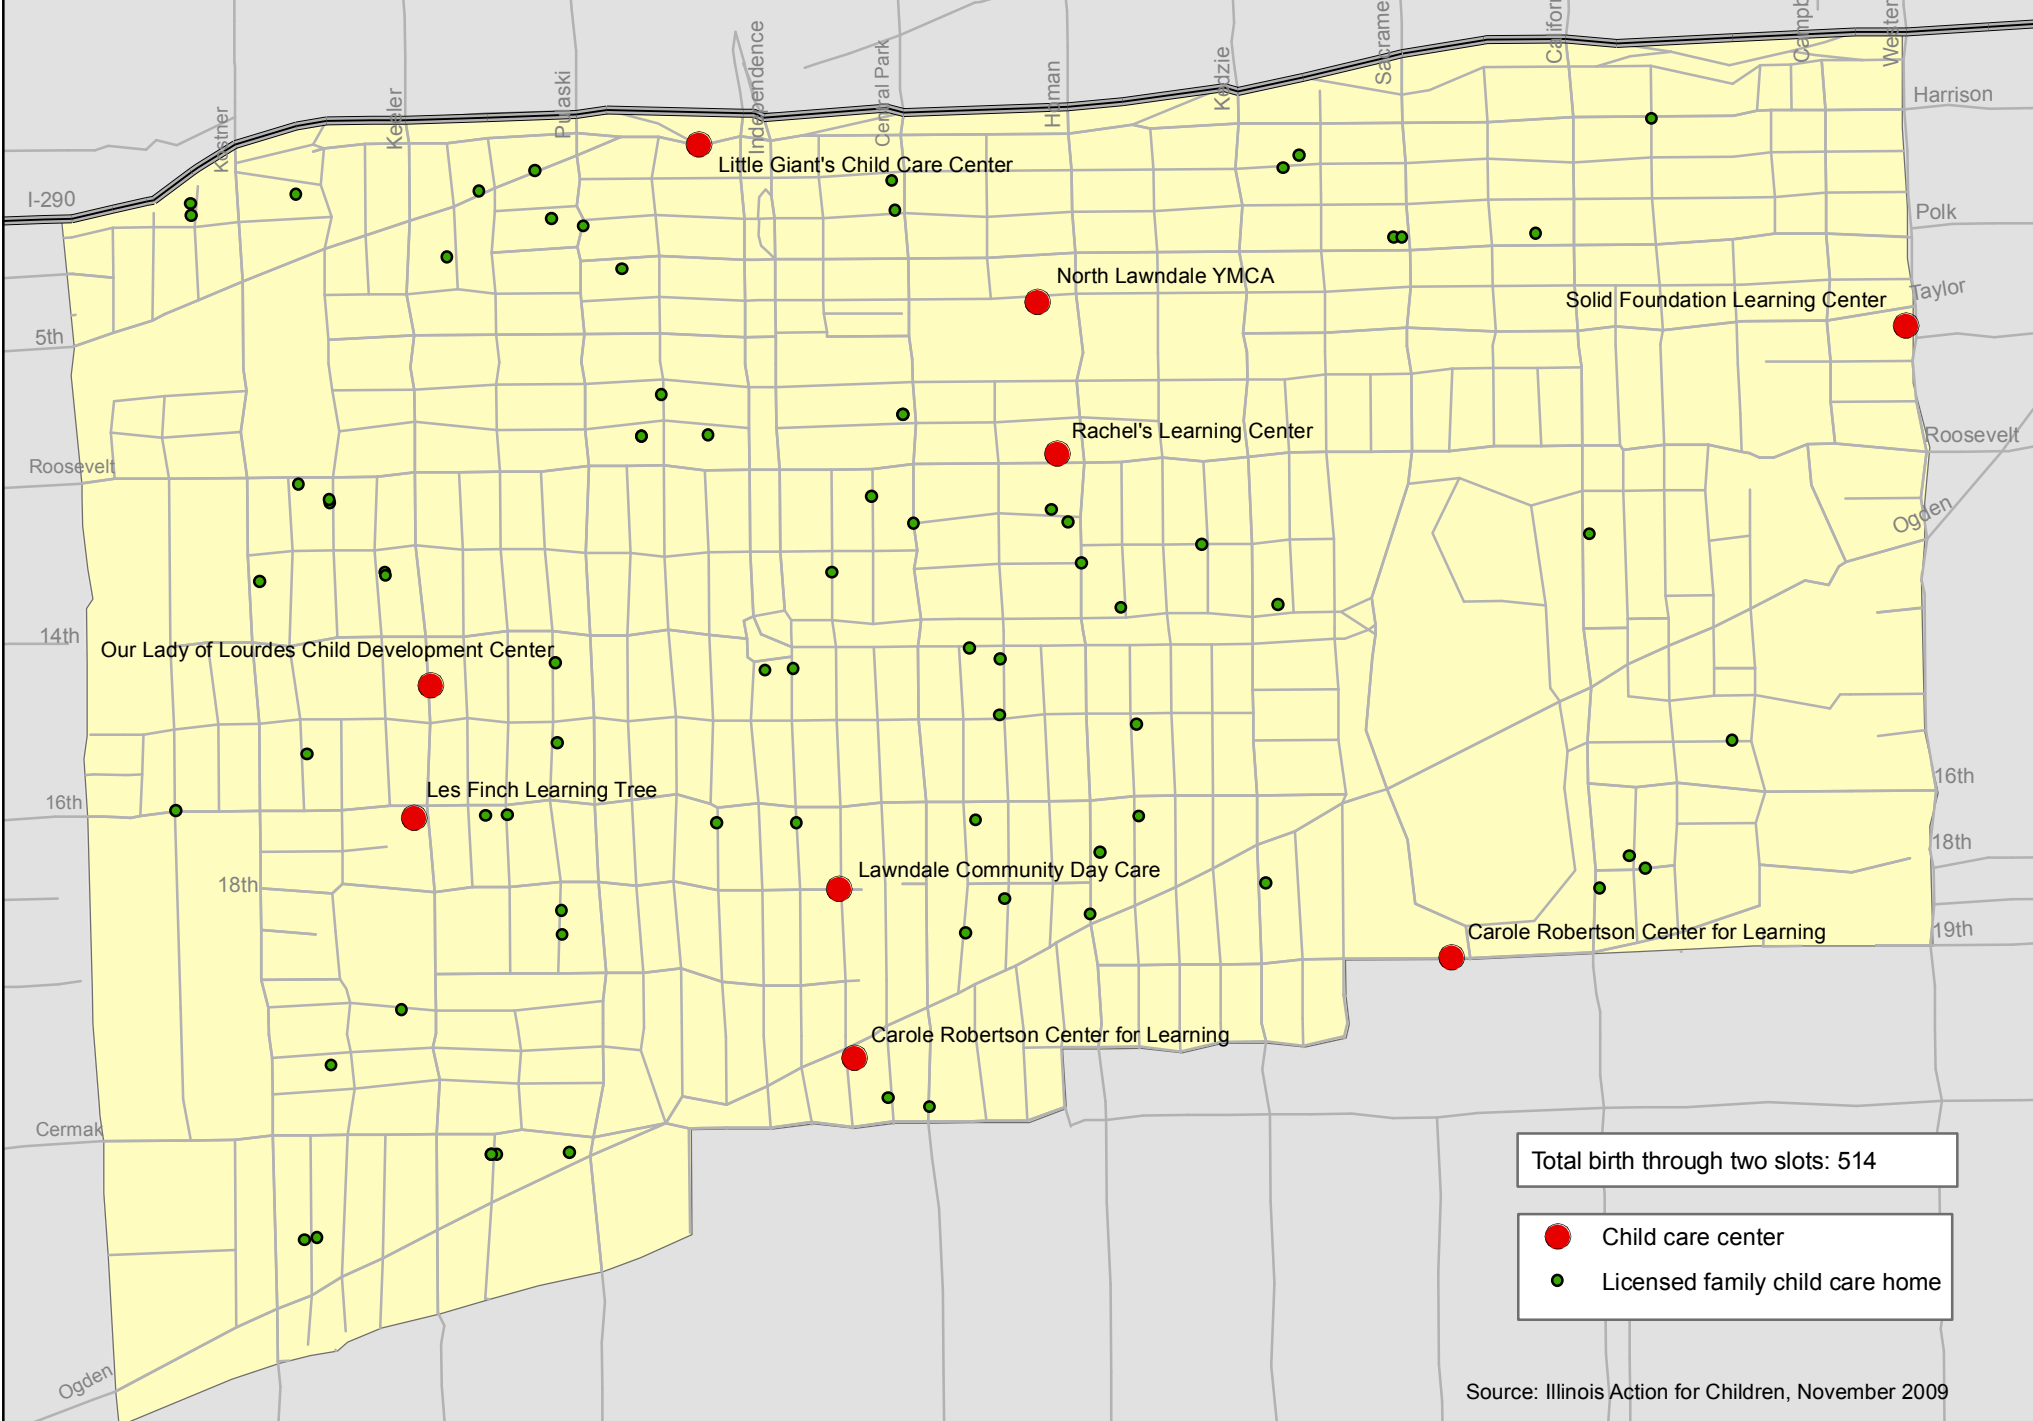 Kostner
Keeler
Pulaski
Independence
Central Park
Homan
Kedzie
Western
Harrison
Little Giant's Child Care Center
I-290
Polk
North Lawndale YMCA
Solid Foundation Learning Center
Taylor
5th
Rachel's Learning Center
Roosevelt
Roosevelt
Ogden
14th
Our Lady of Lourdes Child Development Center
16th
Les Finch Learning Tree
16th
18th
Lawndale Community Day Care
18th
Carole Robertson Center for Learning
19th
Carole Robertson Center for Learning
Cermak
Total birth through two slots: 514
Child care center
Licensed family child care home
Ogden
Source: Illinois Action for Children, November 2009